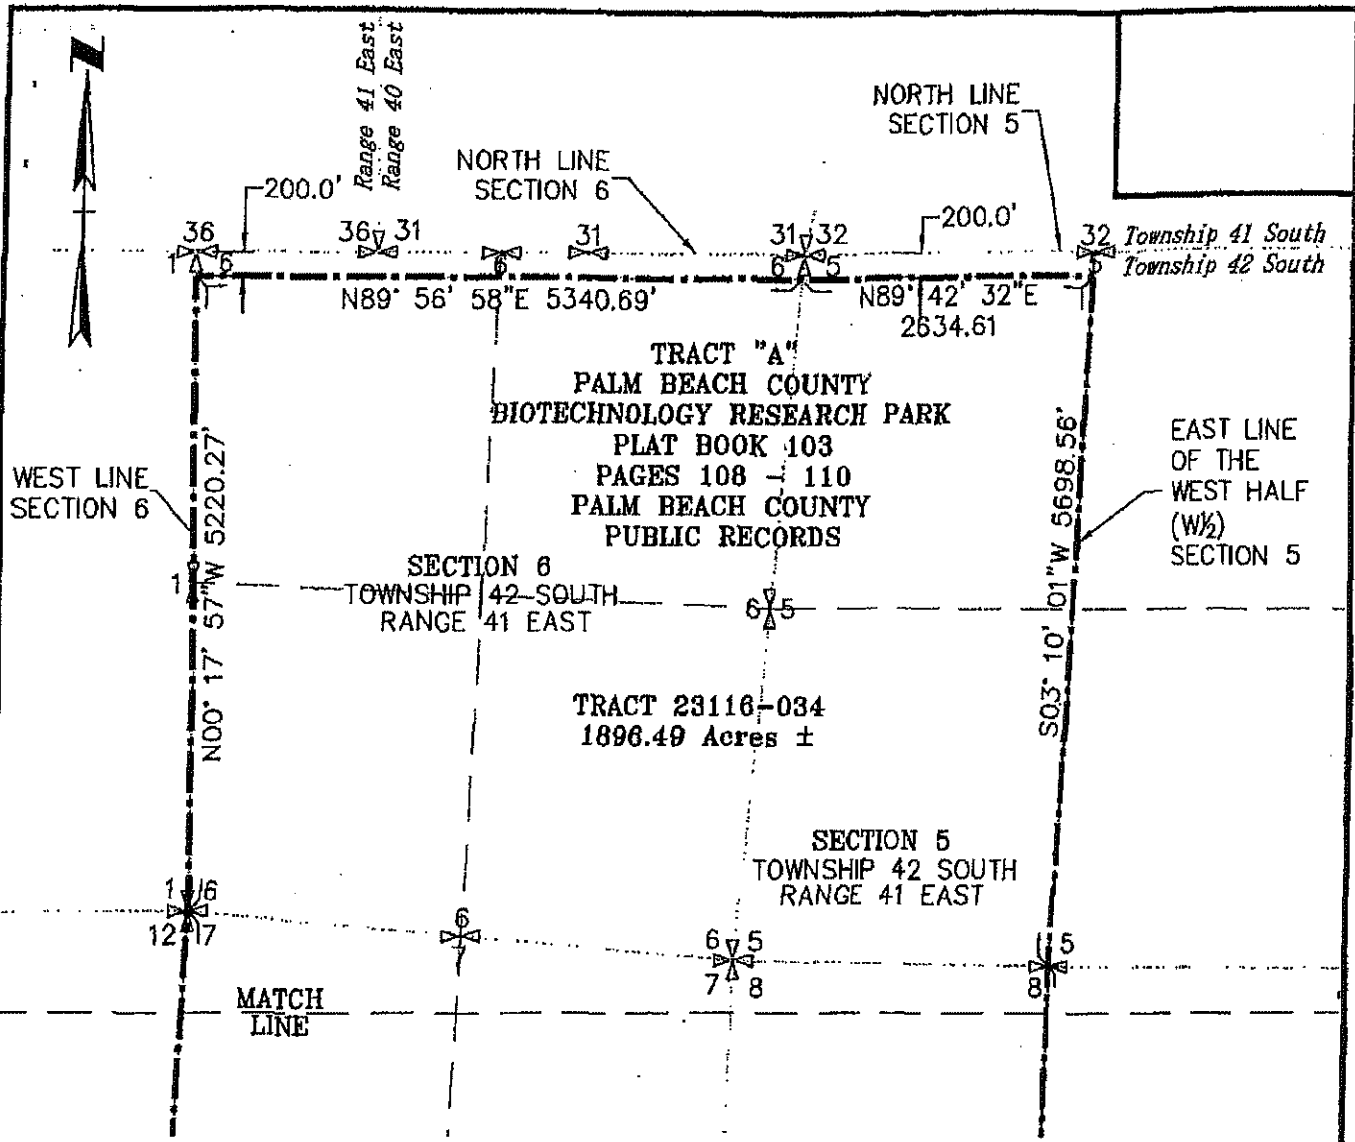 N
Range 41 East
Range 40 East
NORTH LINE
SECTION 5
NORTH LINE
SECTION 6
200.0'
200.0'
36
36 31
31
31 32
32 Township 41 South
1 6
6
6 5
5 Township 42 South
N89° 56' 58"E 5340.69'
N89° 42' 32"E
2634.61
TRACT "A"
PALM BEACH COUNTY
BIOTECHNOLOGY RESEARCH PARK
PLAT BOOK 103
PAGES 108 - 110
PALM BEACH COUNTY
PUBLIC RECORDS
WEST LINE
SECTION 6
N00° 17' 57"W 5220.27'
S03° 10' 01"W 5698.56'
EAST LINE
OF THE
WEST HALF
(W½)
SECTION 5
1
SECTION 6
TOWNSHIP 42 SOUTH
RANGE 41 EAST
6 5
TRACT 23116-034
1896.49 Acres ±
SECTION 5
TOWNSHIP 42 SOUTH
RANGE 41 EAST
1 6
12 7
6
7
6 5
7 8
5
8
MATCH
LINE